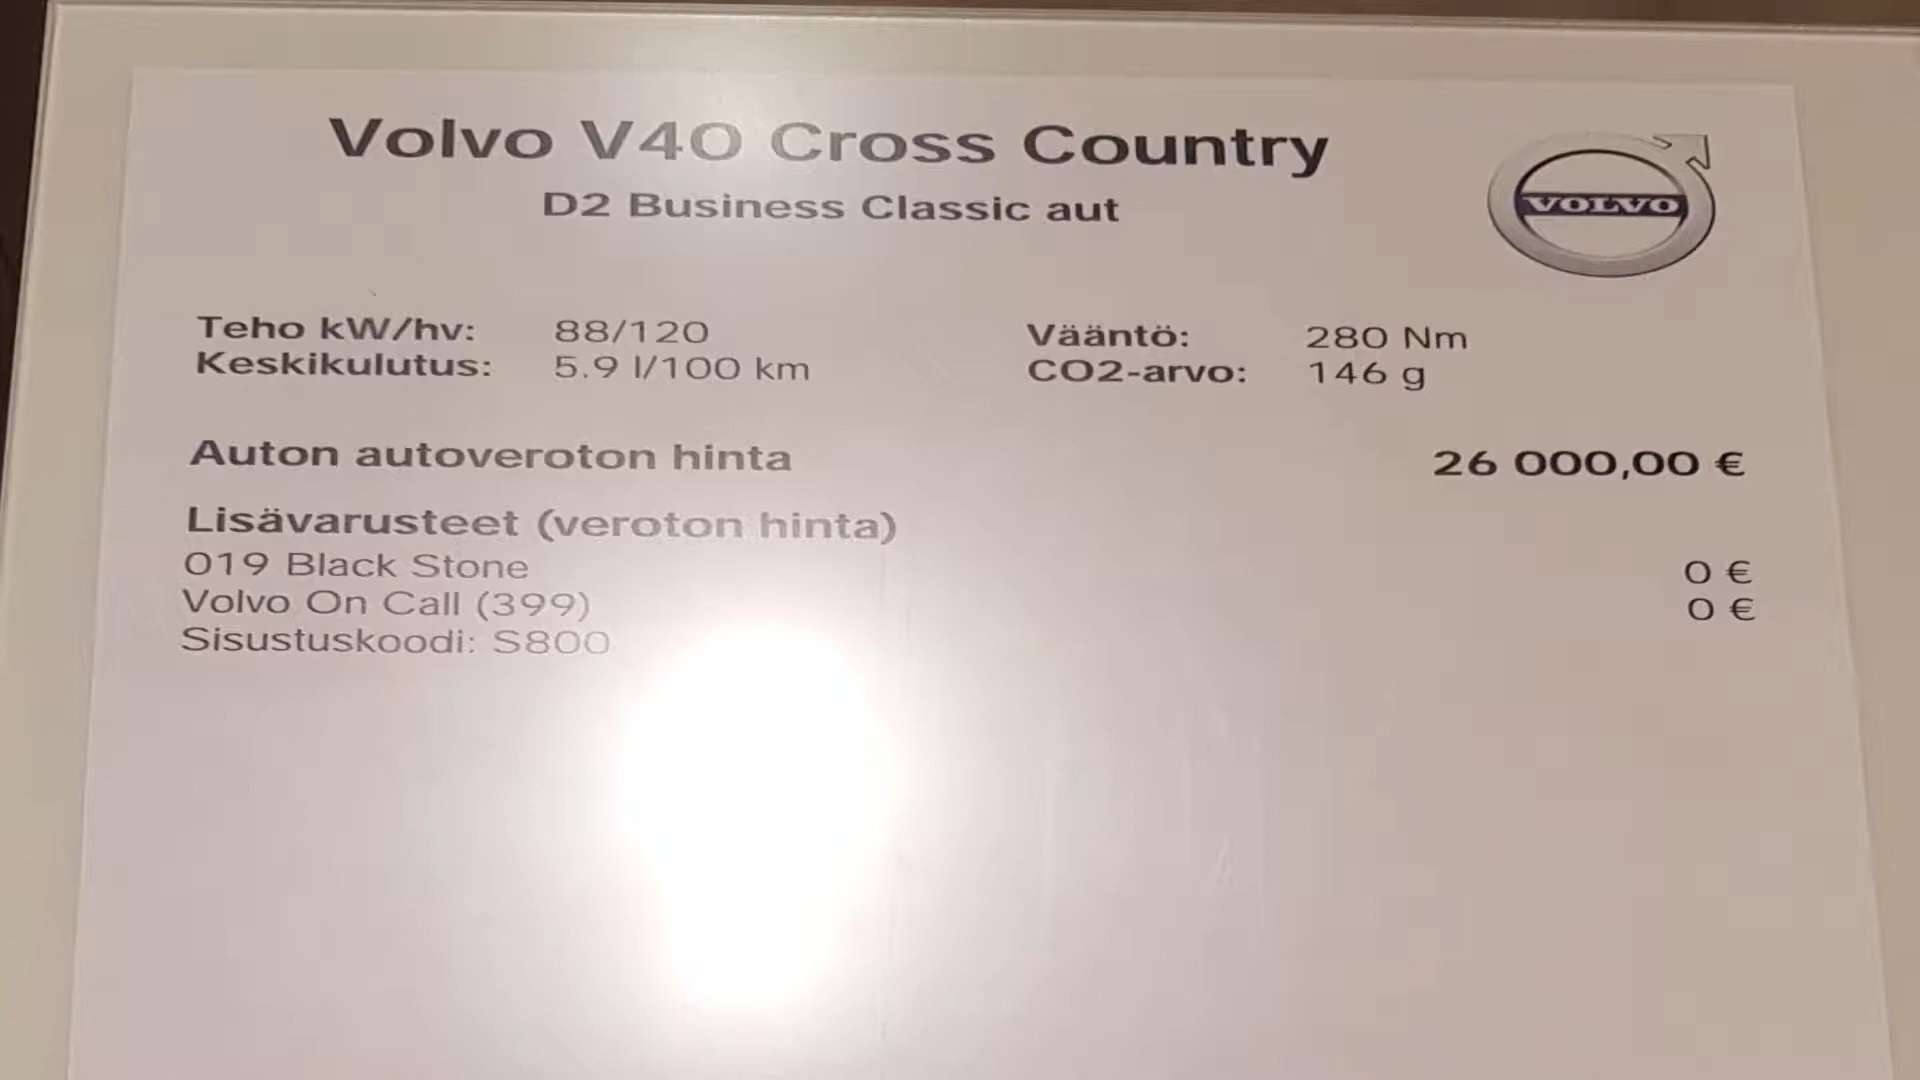 Volvo V40 Cross Country
D2 Business Classic aut
VOLVO
Teho kW/hv: 88/120 Vääntö: 280 Nm
Keskikulutus: 5.9 l/100 km CO2-arvo: 146 g
Auton autoveroton hinta 26 000,00 €
Lisävarusteet (veroton hinta)
019 Black Stone 0 €
Volvo On Call (399) 0 €
Sisustuskoodi: S800